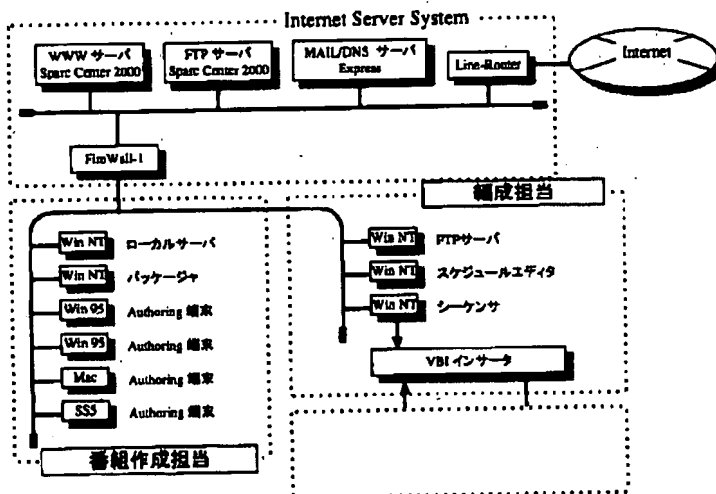 Internet Server System
WWW サーバ
Sparc Center 2000
FTP サーバ
Sparc Center 2000
MAIL/DNS サーバ
Express
Line-Router
Internet
FireWall-1
編成担当
Win NT ローカルサーバ
Win NT パッケージャ
Win 95 Authoring 端末
Win 95 Authoring 端末
Mac Authoring 端末
SS5 Authoring 端末
番組作成担当
Win NT FTPサーバ
Win NT スケジュールエディタ
Win NT シーケンサ
VBI インサータ